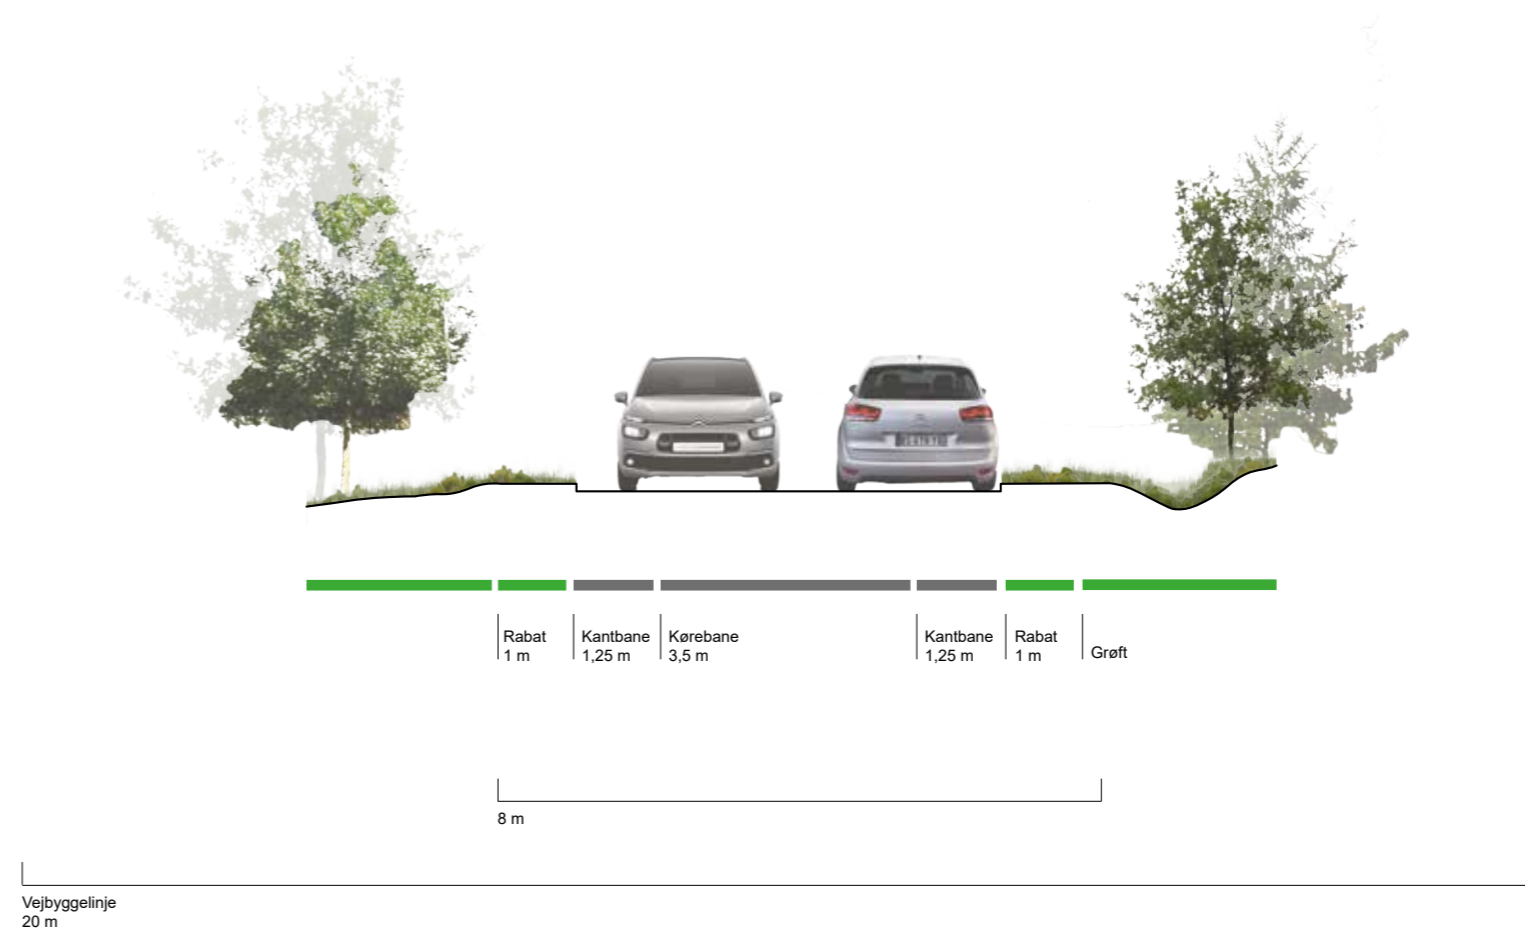 Rabat
1 m
Kantbane
1,25 m
Kørebane
3,5 m
Kantbane
1,25 m
Rabat
1 m
Grøft
8 m
Vejbyggelinje
20 m